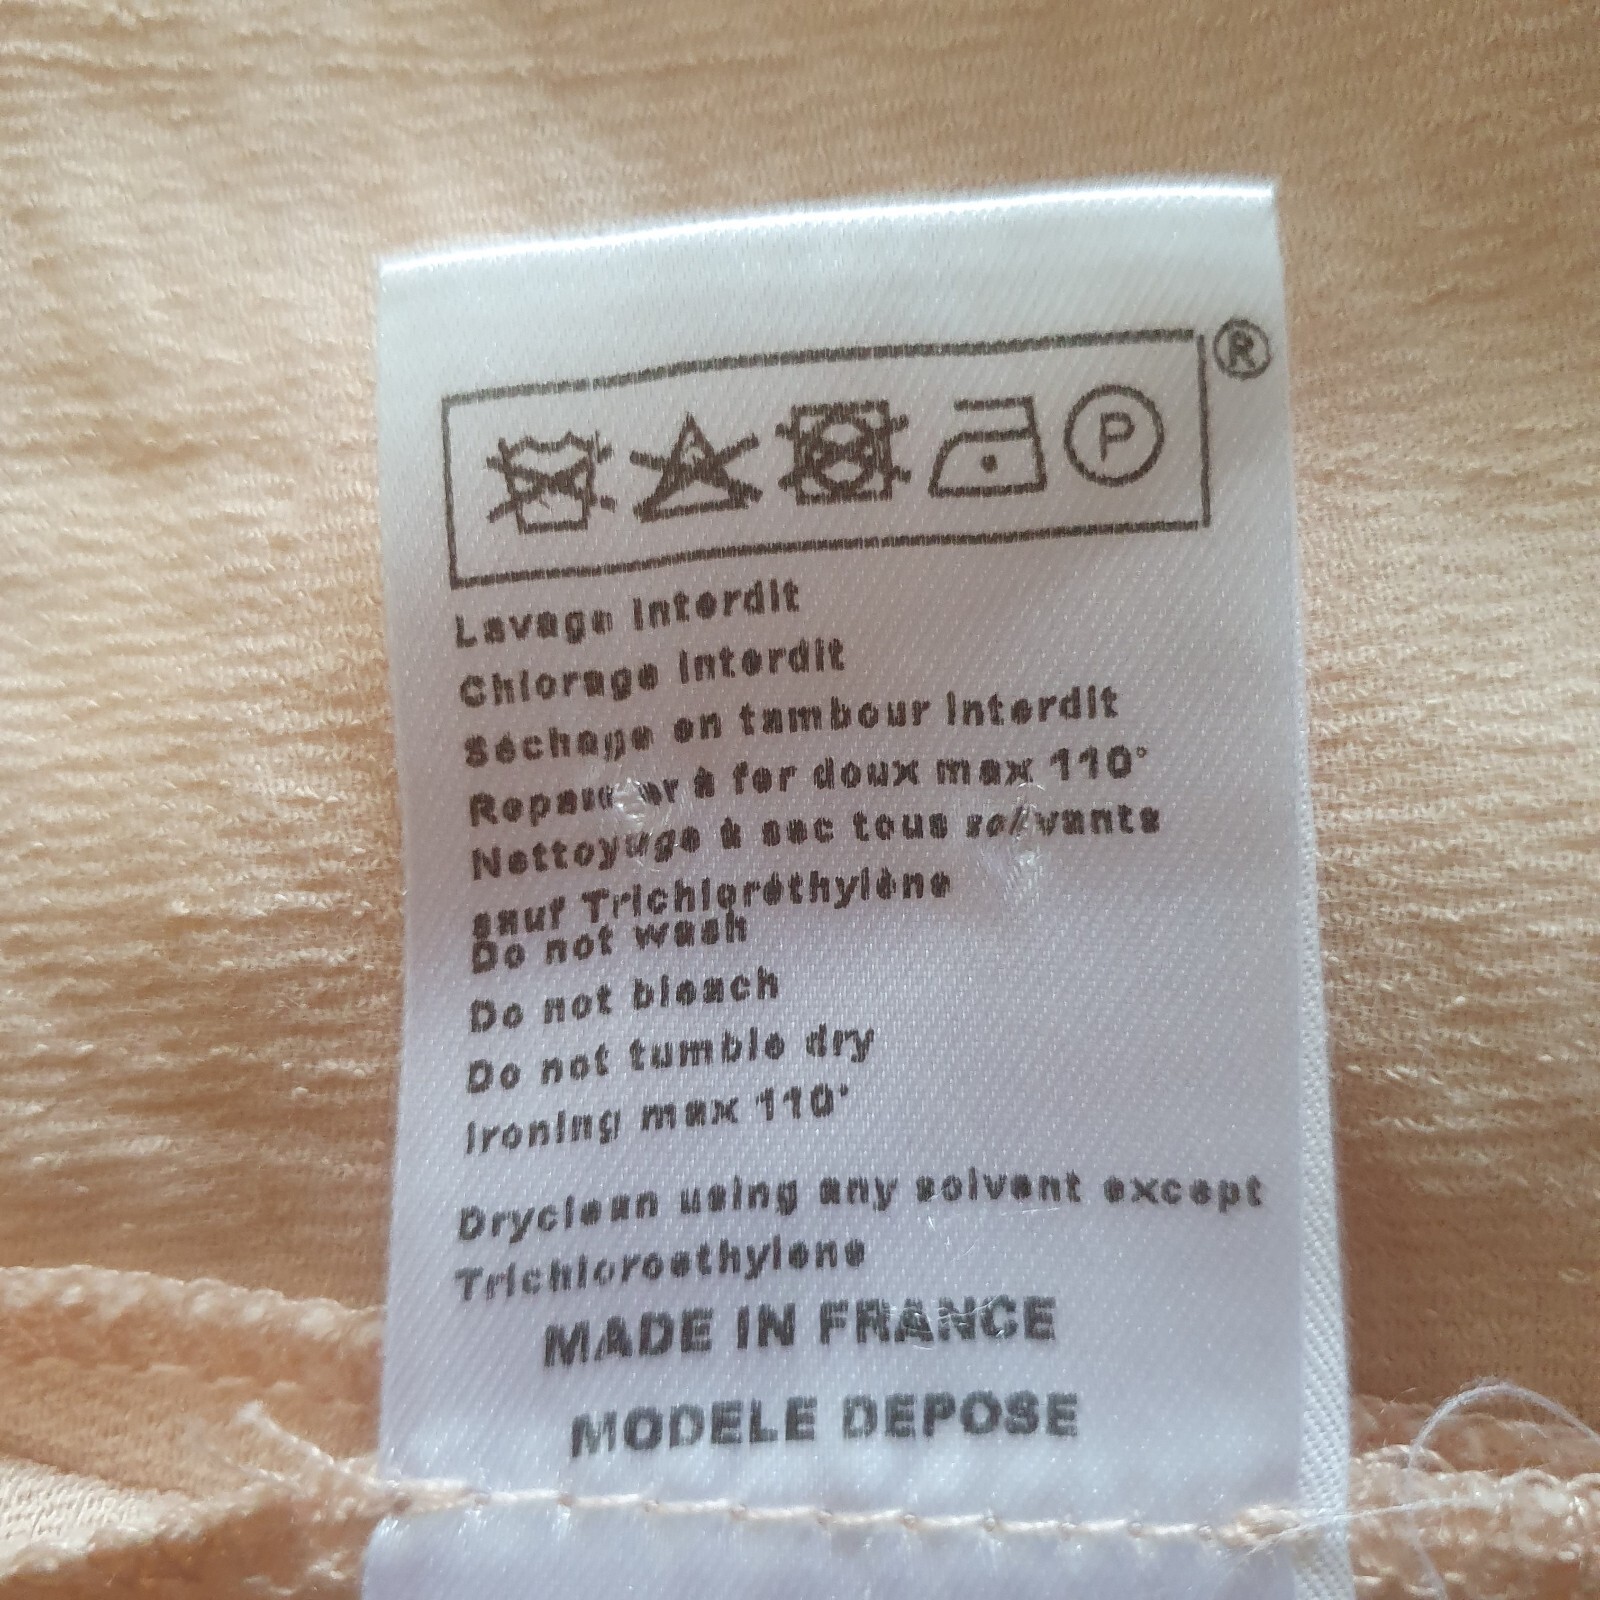 ®
P
Lavage interdit
Chlorage interdit
Séchage en tambour interdit
Repasser à fer doux max 110°
Nettoyage à sec tous solvants
sauf Trichloréthylène
Do not wash
Do not bleach
Do not tumble dry
Ironing max 110°
Dryclean using any solvent except
Trichloroethylene
MADE IN FRANCE
MODELE DEPOSE